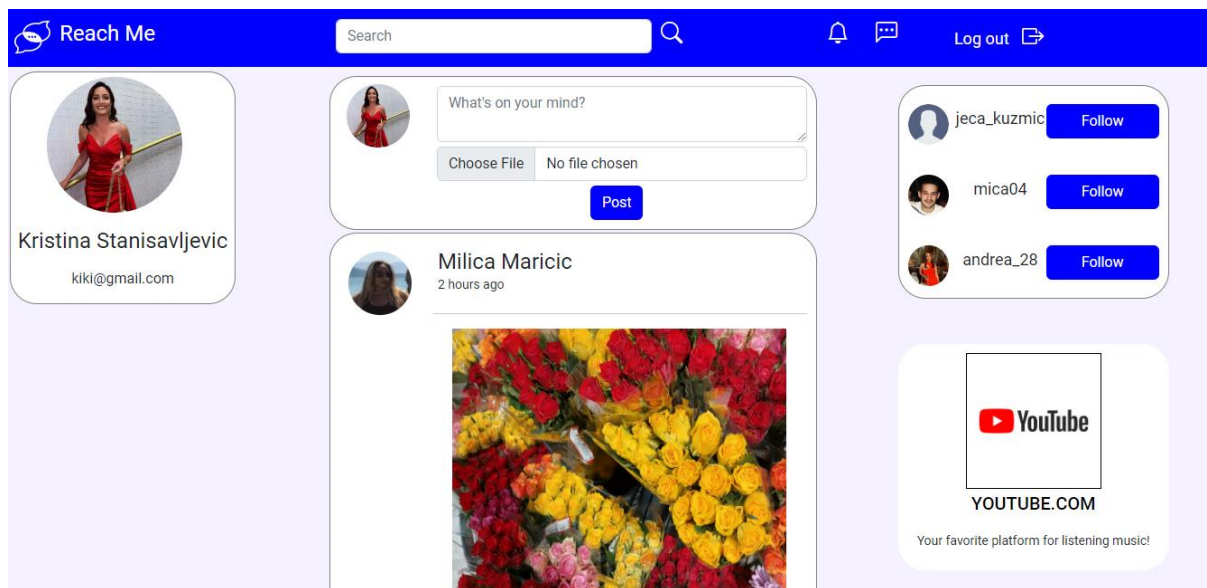 Reach Me
Search
Log out
Kristina Stanisavljevic
kiki@gmail.com
What's on your mind?
Choose File No file chosen
Post
Milica Maricic
2 hours ago
jeca_kuzmic Follow
mica04 Follow
andrea_28 Follow
YouTube
YOUTUBE.COM
Your favorite platform for listening music!